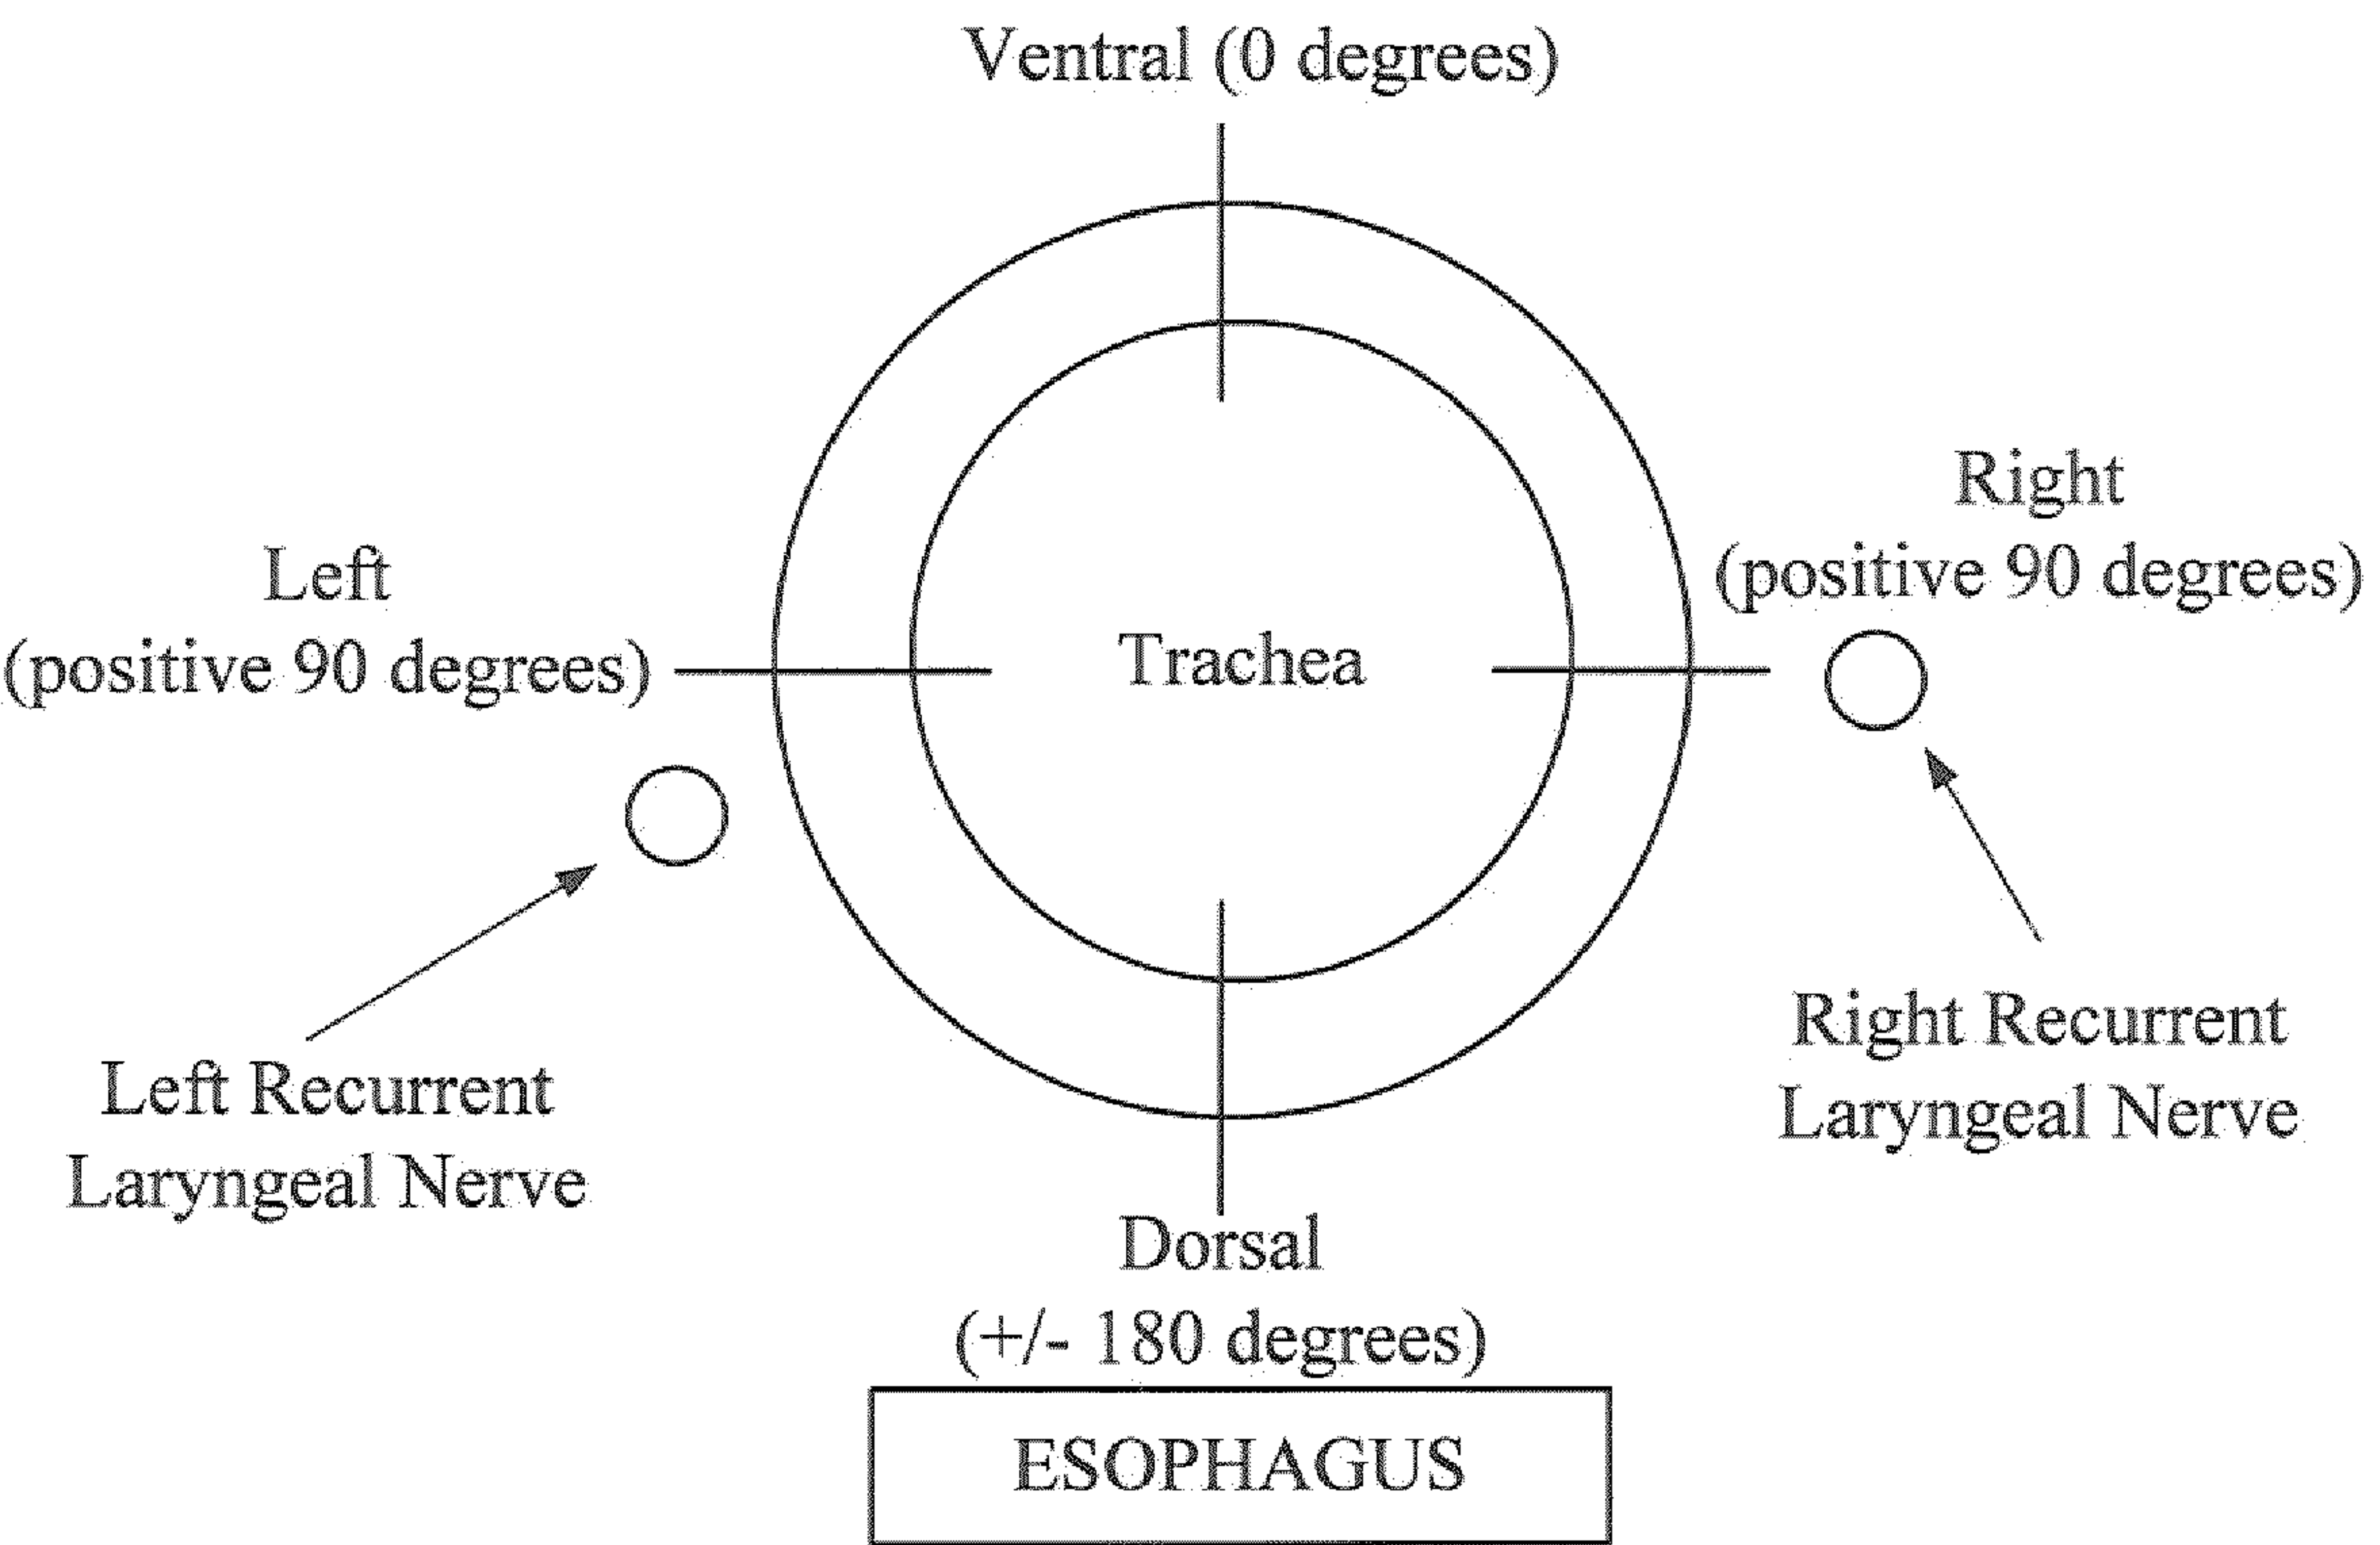 Ventral (0 degrees)
Right
(positive 90 degrees)
Left
(positive 90 degrees)
Trachea
Right Recurrent
Laryngeal Nerve
Left Recurrent
Laryngeal Nerve
Dorsal
(+/- 180 degrees)
ESOPHAGUS